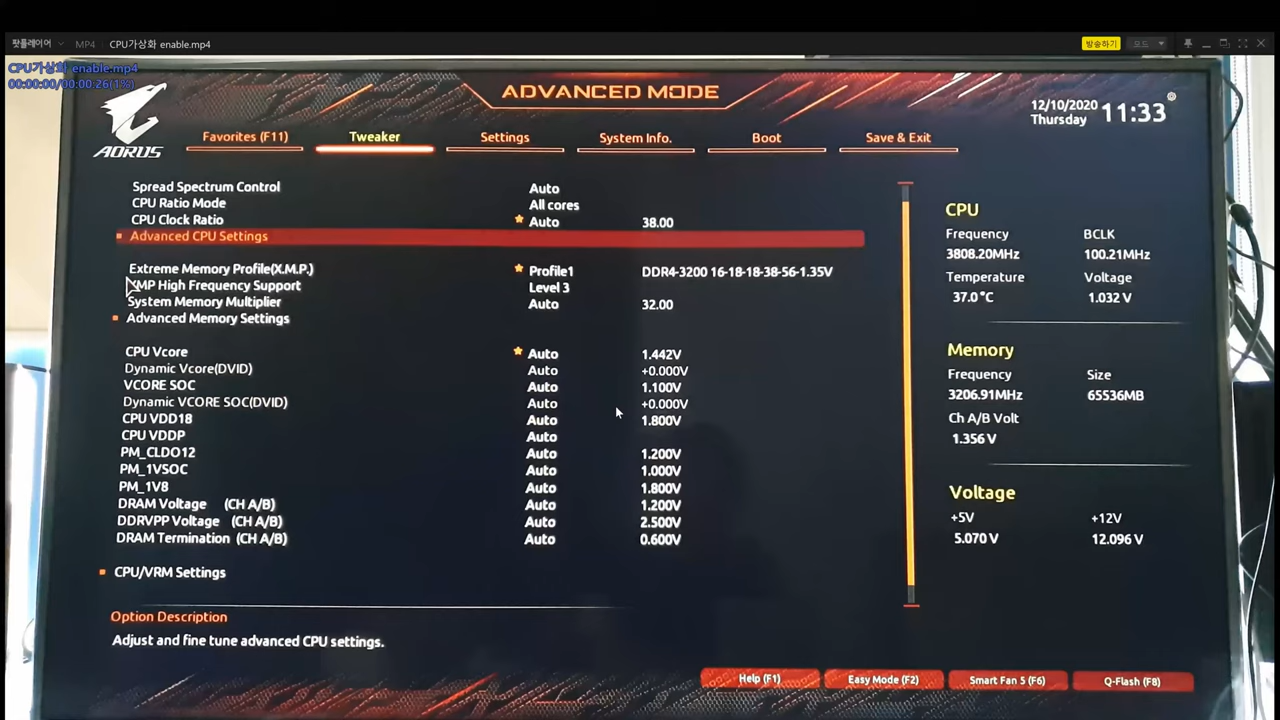 팟플레이어 MP4 CPU가상화 enable.mp4 방송하기 모드
CPU가상화 enable.mp4
00:00:00/00:00:26(1%)
ADVANCED MODE
12/10/2020 11:33
Thursday
AORUS
Favorites (F11) Tweaker Settings System Info. Boot Save & Exit
Spread Spectrum Control Auto
CPU Ratio Mode All cores
CPU Clock Ratio Auto 38.00
Advanced CPU Settings
Extreme Memory Profile(X.M.P.) Profile1 DDR4-3200 16-18-18-38-56-1.35V
XMP High Frequency Support Level 3
System Memory Multiplier Auto 32.00
Advanced Memory Settings
CPU Vcore Auto 1.442V
Dynamic Vcore(DVID) Auto +0.000V
VCORE SOC Auto 1.100V
Dynamic VCORE SOC(DVID) Auto +0.000V
CPU VDD18 Auto 1.800V
CPU VDDP Auto
PM_CLDO12 Auto 1.200V
PM_1VSOC Auto 1.000V
PM_1V8 Auto 1.800V
DRAM Voltage (CH A/B) Auto 1.200V
DDRVPP Voltage (CH A/B) Auto 2.500V
DRAM Termination (CH A/B) Auto 0.600V
CPU/VRM Settings
CPU
Frequency BCLK
3808.20MHz 100.21MHz
Temperature Voltage
37.0 °C 1.032 V
Memory
Frequency Size
3206.91MHz 65536MB
Ch A/B Volt
1.356 V
Voltage
+5V +12V
5.070 V 12.096 V
Option Description
Adjust and fine tune advanced CPU settings.
Help (F1) Easy Mode (F2) Smart Fan 5 (F6) Q-Flash (F8)